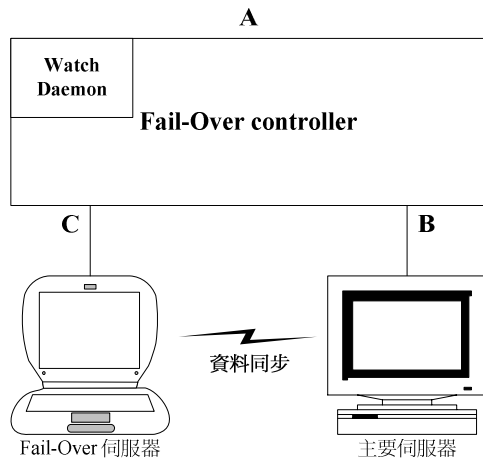 A
Watch
Daemon
Fail-Over controller
C
B
資料同步
Fail-Over 伺服器
主要伺服器